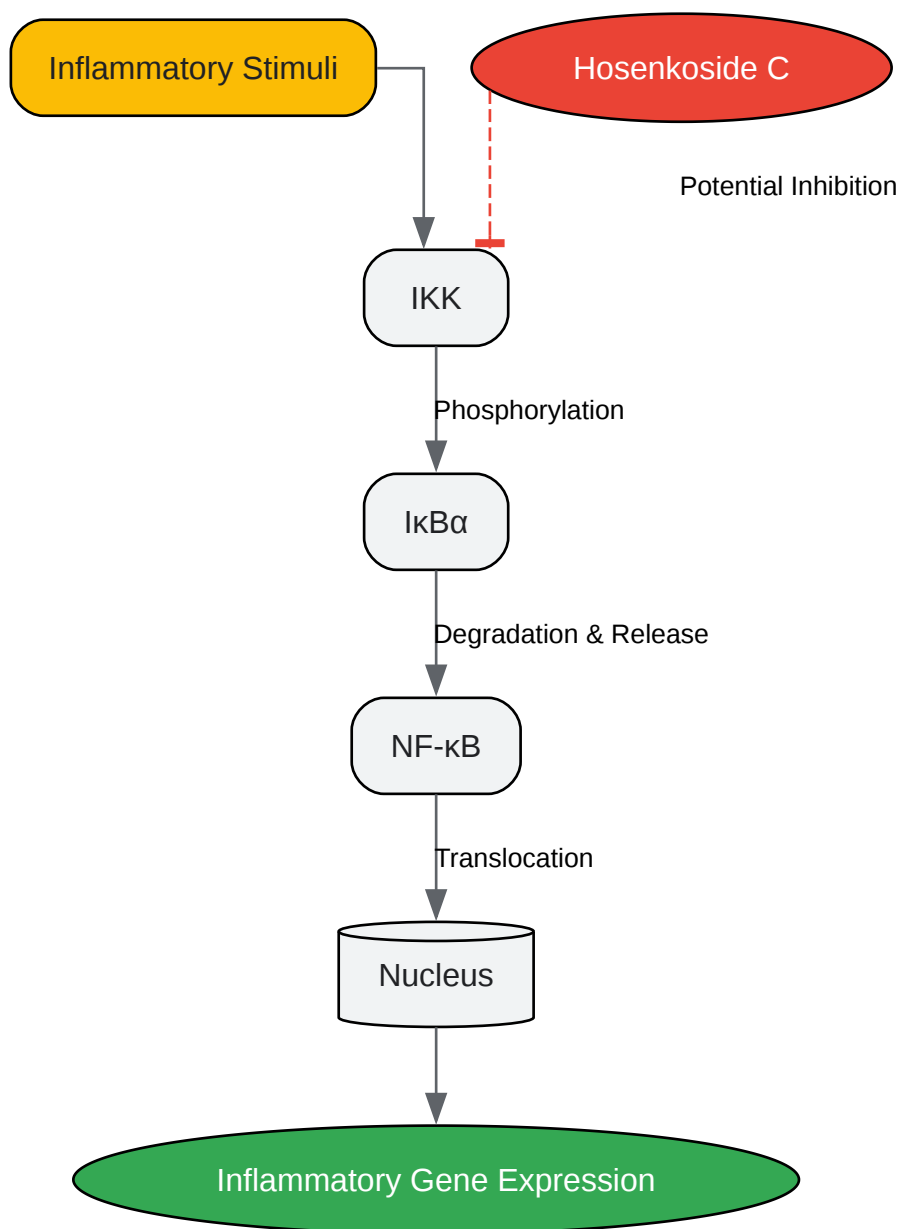 Inflammatory Stimuli
Hosenkoside C
Potential Inhibition
IKK
Phosphorylation
IκBα
Degradation & Release
NF-κB
Translocation
Nucleus
Inflammatory Gene Expression